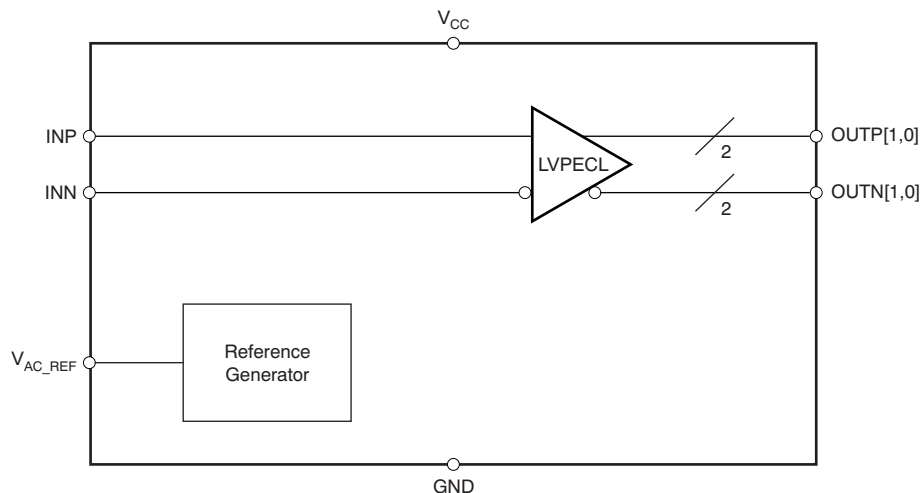 V_CC
INP
LVPECL
2
OUTP[1,0]
INN
2
OUTN[1,0]
V_AC_REF
Reference
Generator
GND